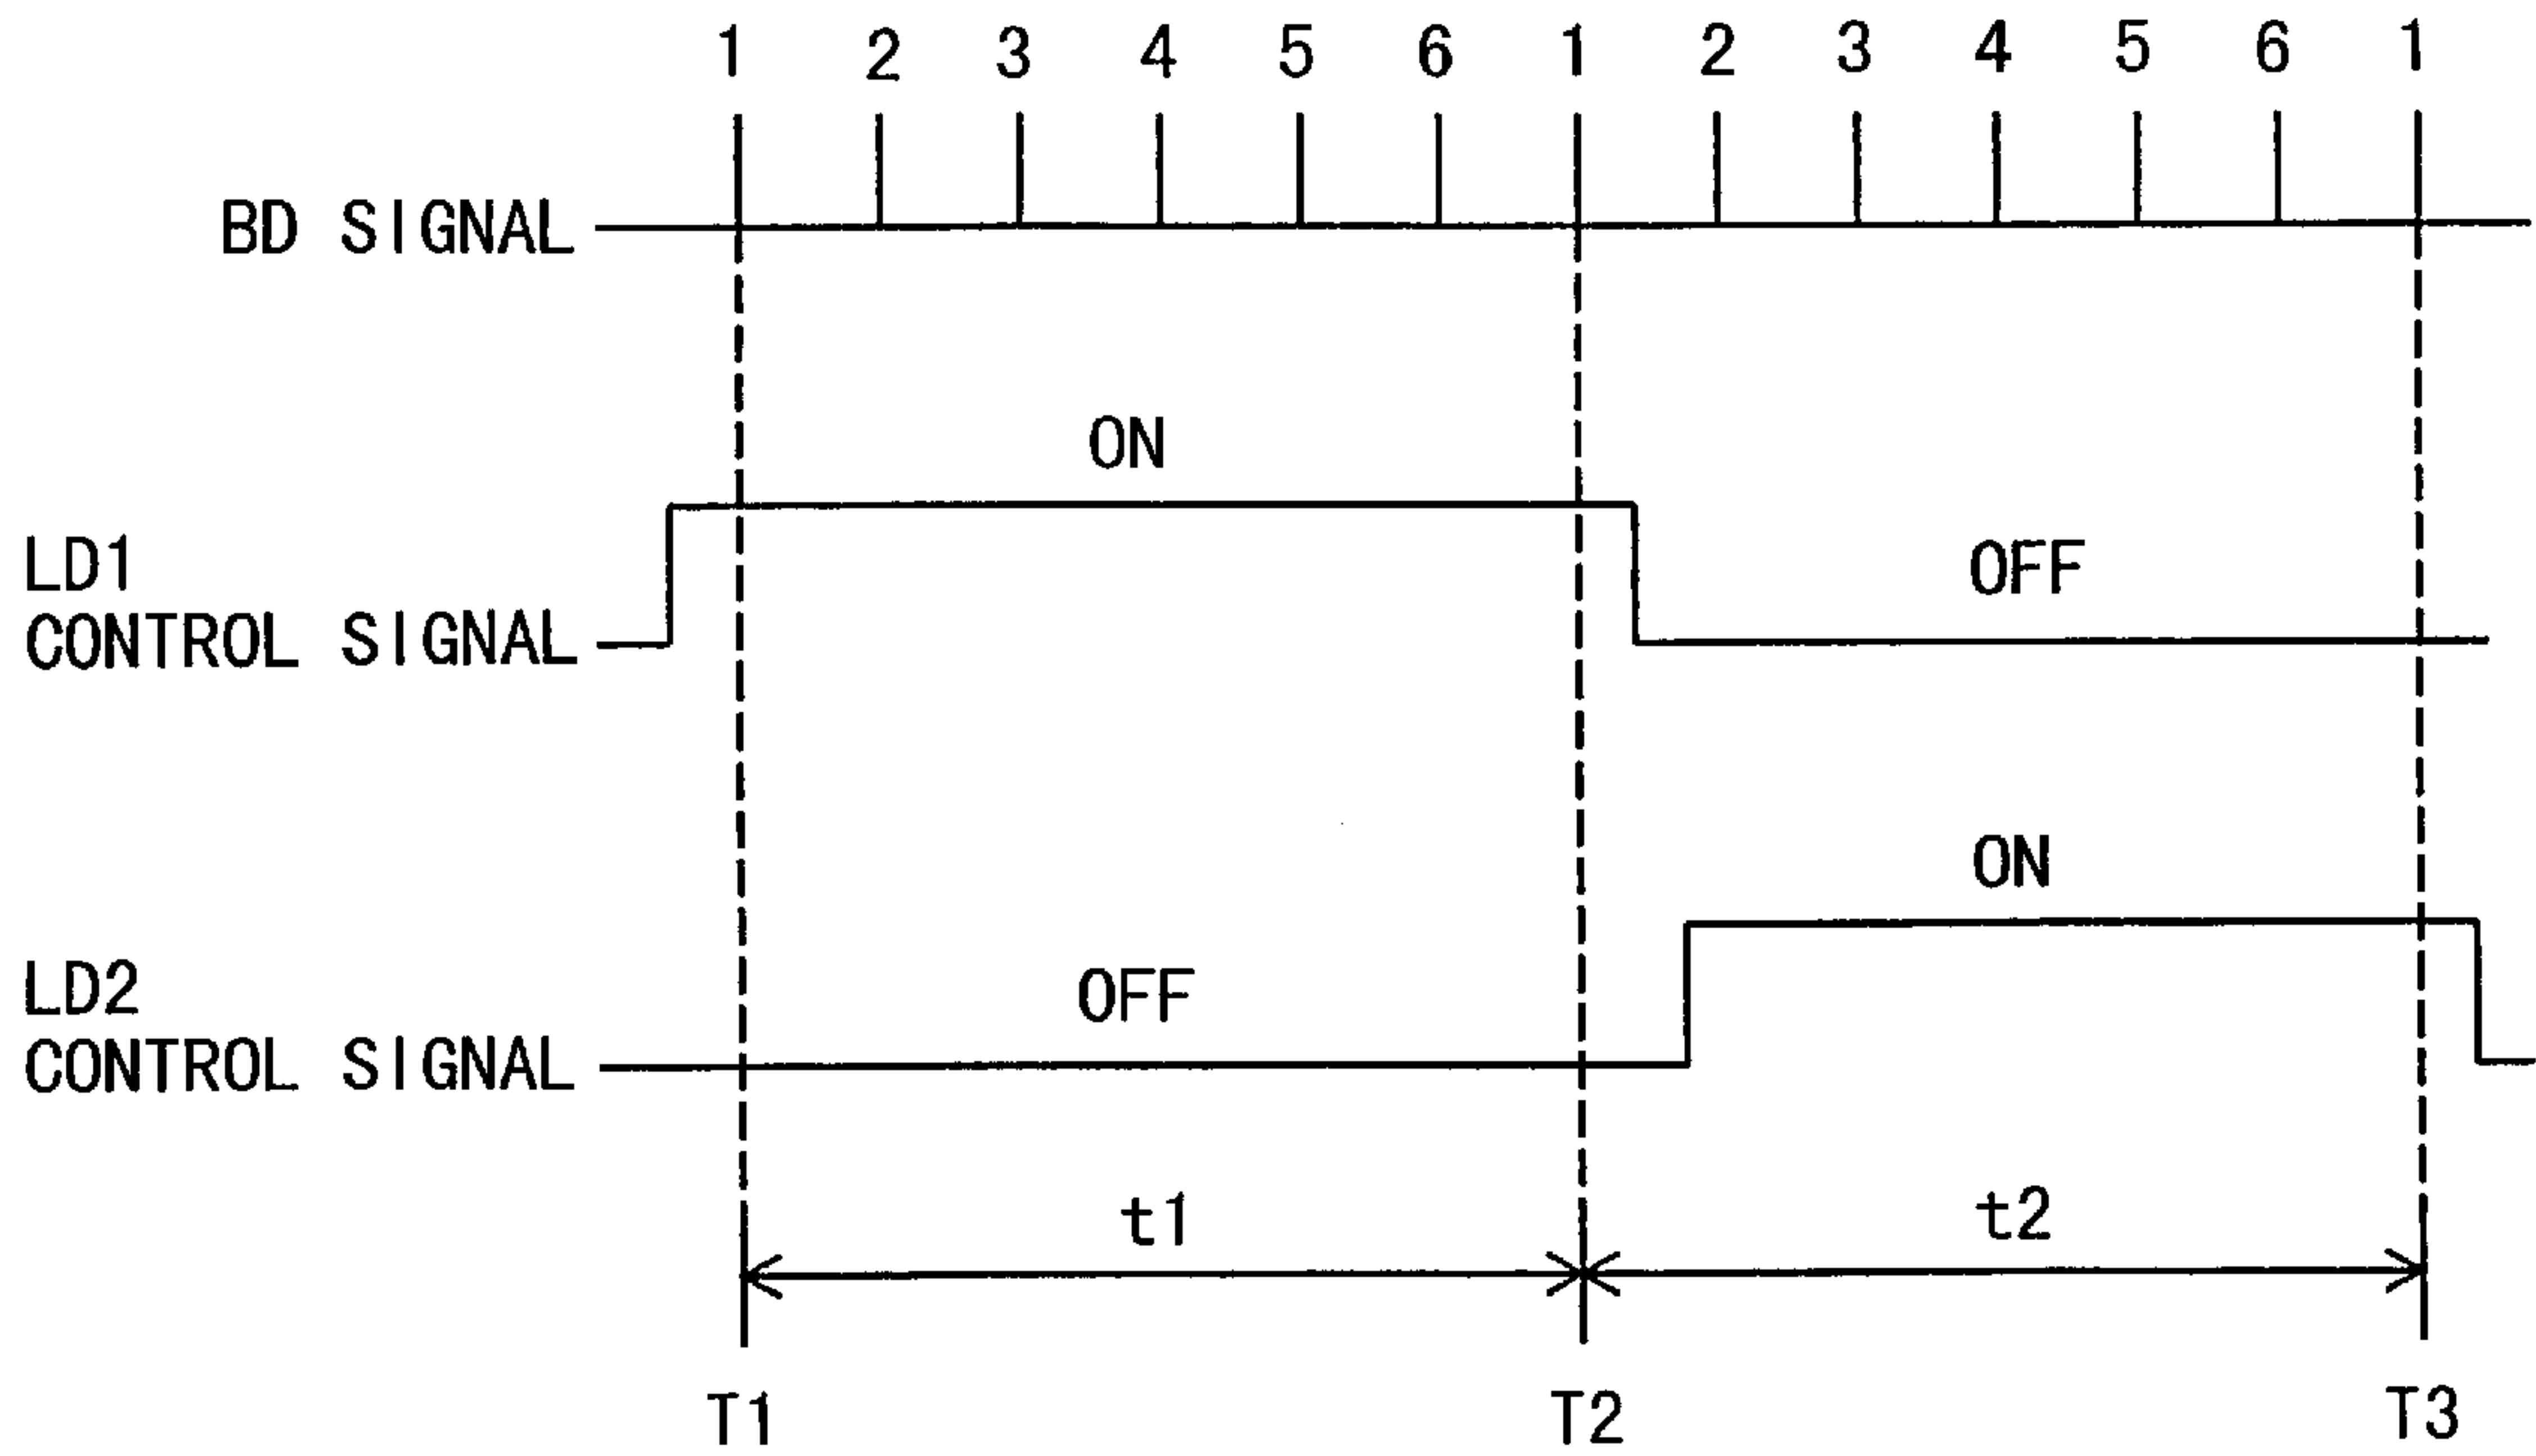 1 2 3 4 5 6 1 2 3 4 5 6 1
BD SIGNAL
ON
LD1
CONTROL SIGNAL
OFF
ON
LD2
CONTROL SIGNAL
OFF
t1 t2
T1 T2 T3